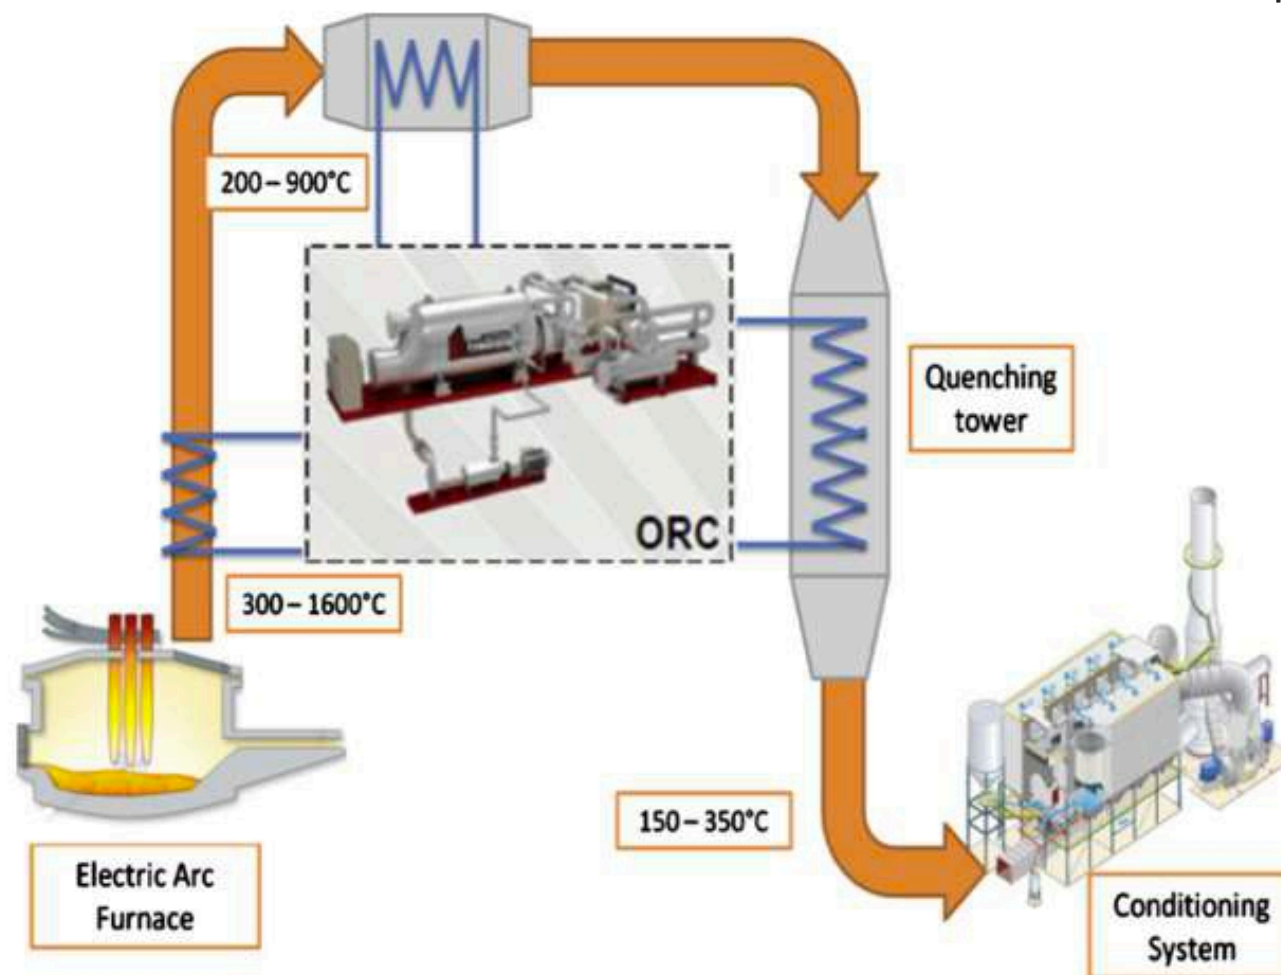 200 – 900°C
Quenching
tower
ORC
300 – 1600°C
150 – 350°C
Electric Arc
Furnace
Conditioning
System